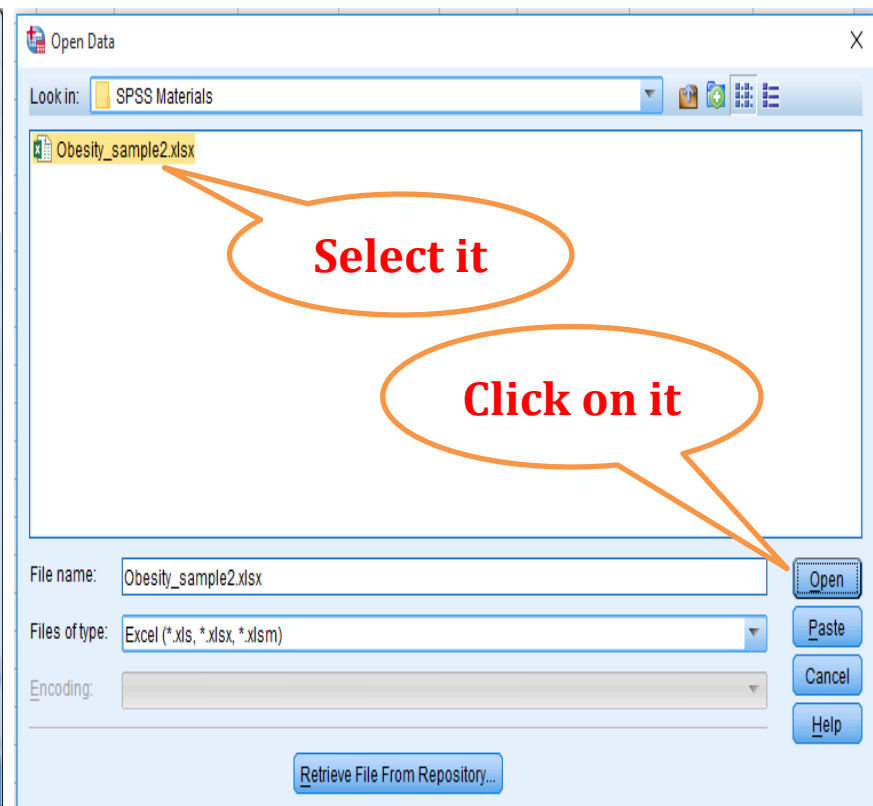 Open Data
Look in: SPSS Materials
Obesity_sample2.xlsx
Select it
Click on it
File name: Obesity_sample2.xlsx Open
Files of type: Excel (*.xls, *.xlsx, *.xlsm) Paste
Encoding: Cancel
Help
Retrieve File From Repository...